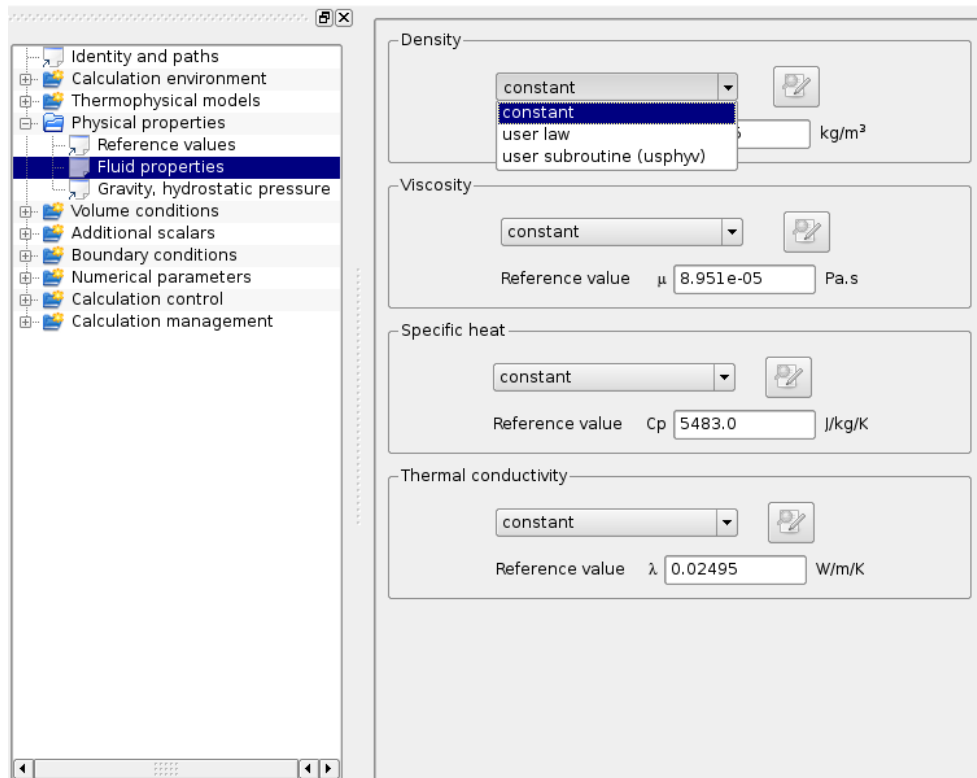 Identity and paths
Calculation environment
Thermophysical models
Physical properties
Reference values
Fluid properties
Gravity, hydrostatic pressure
Volume conditions
Additional scalars
Boundary conditions
Numerical parameters
Calculation control
Calculation management
Density
constant
constant
user law
user subroutine (usphyv)
kg/m³
Viscosity
constant
Reference value μ 8.951e-05 Pa.s
Specific heat
constant
Reference value Cp 5483.0 J/kg/K
Thermal conductivity
constant
Reference value λ 0.02495 W/m/K